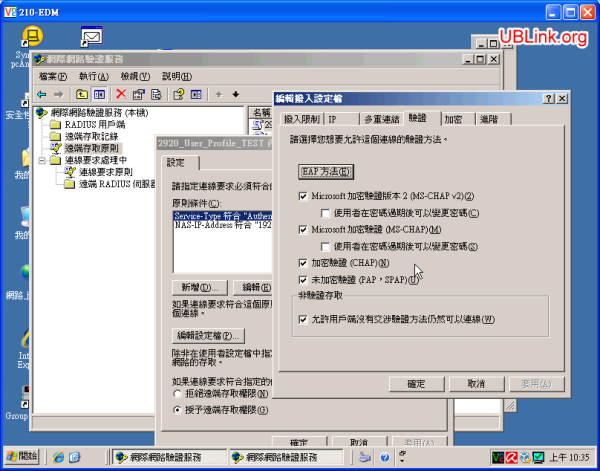 210-EDM
UBLink.org
網際網路驗證服務
檔案(F) 執行(A) 檢視(V) 說明(H)
網際網路驗證服務 (本機)
RADIUS 用戶端
遠端存取記錄
遠端存取原則
連線要求處理中
連線要求原則
遠端 RADIUS 伺服器
名稱
2920_User_Profile_TEST
設定
請指定連線要求必須符合
原則條件(C):
Service-Type 符合 "Authen
NAS-IP-Address 符合 "192
新增(D)... 編輯(E)
如果連線要求符合這個原
個連線。
編輯設定檔(P)...
除非在使用者設定檔中指
網路的存取。
如果連線要求符合指定的
拒絕遠端存取權限(N)
授予遠端存取權限(G)
確定 取消 套用(A)
編輯撥入設定檔
撥入限制 IP 多重連結 驗證 加密 進階
請選擇您想要允許這個連線的驗證方法。
EAP 方法(E)
Microsoft 加密驗證版本 2 (MS-CHAP v2)(2)
使用者在密碼過期後可以變更密碼(C)
Microsoft 加密驗證 (MS-CHAP)(M)
使用者在密碼過期後可以變更密碼(S)
加密驗證 (CHAP)(N)
未加密驗證 (PAP，SPAP)(U)
非驗證存取
允許用戶端沒有交涉驗證方法仍然可以連線(W)
確定 取消 套用(A)
Sy
pcAn
安全性
我的
我的
網路上
Int
Exp
Group
開始 網際網路驗證服務 網際網路驗證服務 上午 10:35